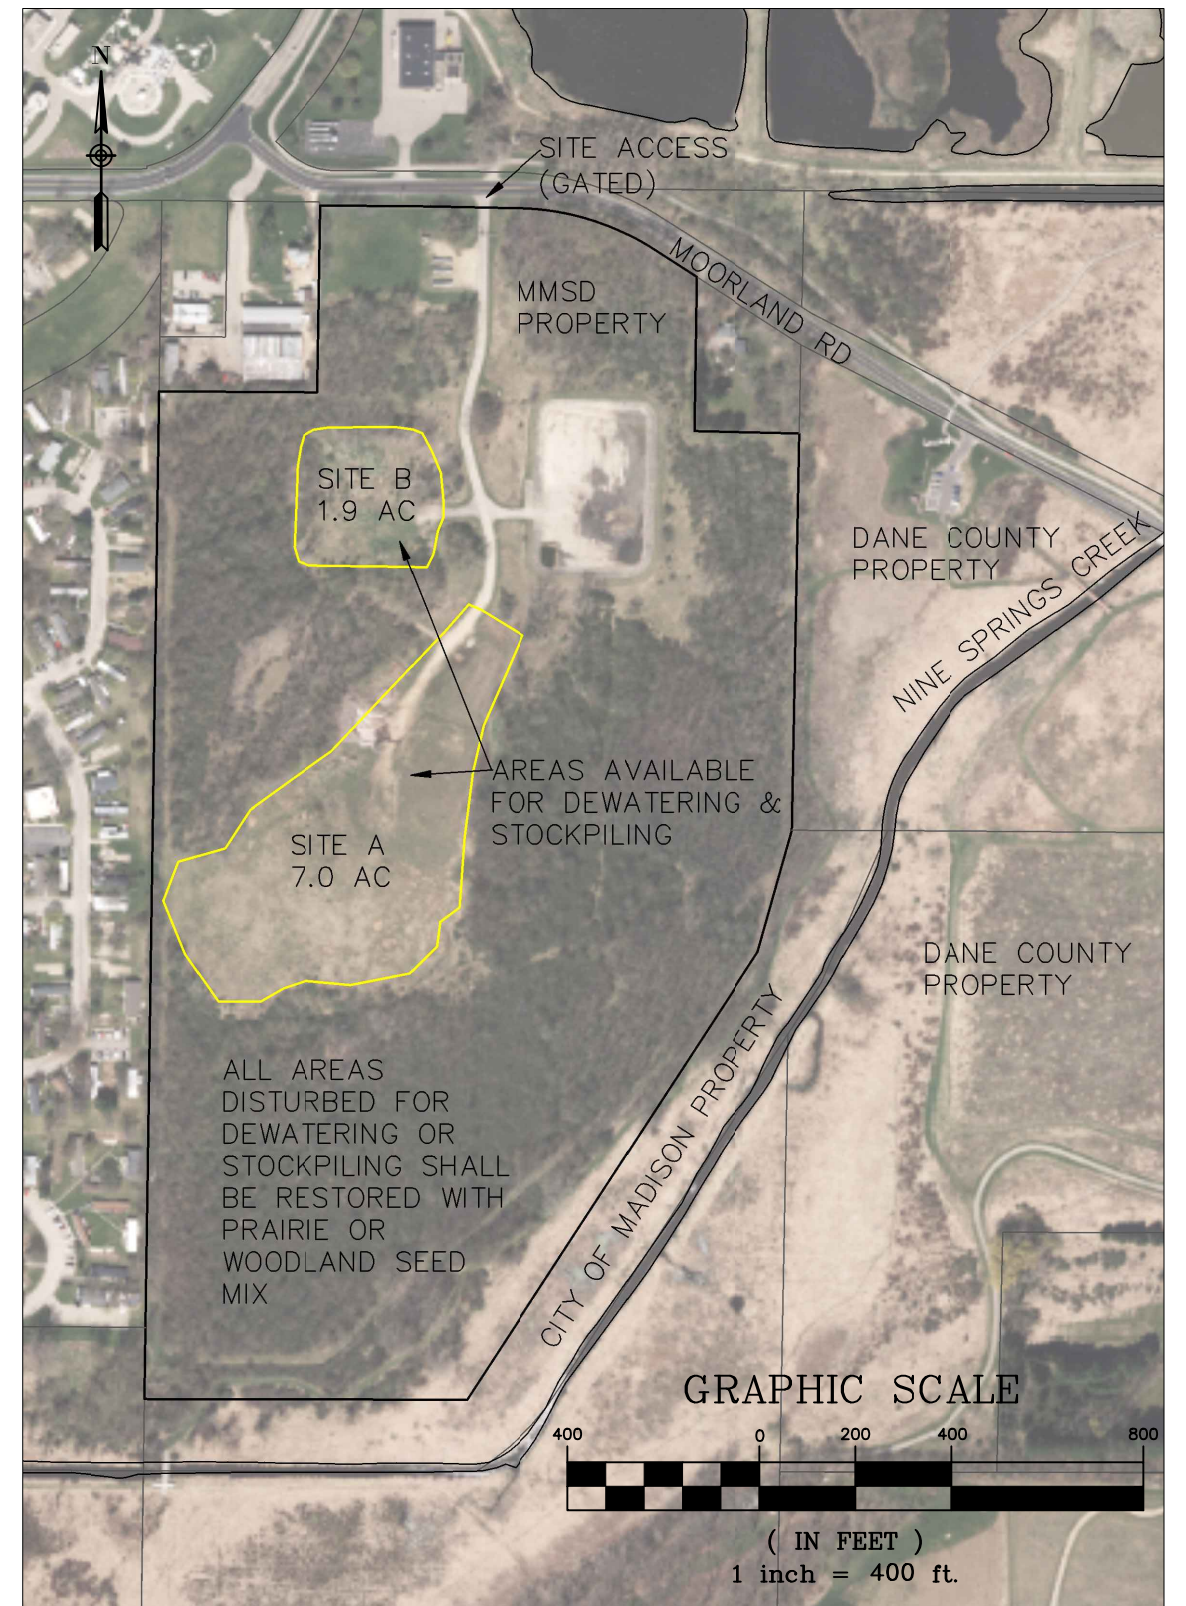 N
SITE ACCESS
(GATED)
MOORLAND RD
MMSD
PROPERTY
SITE B
1.9 AC
DANE COUNTY
PROPERTY
NINE SPRINGS CREEK
AREAS AVAILABLE
FOR DEWATERING &
STOCKPILING
SITE A
7.0 AC
DANE COUNTY
PROPERTY
CITY OF MADISON PROPERTY
ALL AREAS
DISTURBED FOR
DEWATERING OR
STOCKPILING SHALL
BE RESTORED WITH
PRAIRIE OR
WOODLAND SEED
MIX
GRAPHIC SCALE
400 0 200 400 800
( IN FEET )
1 inch = 400 ft.